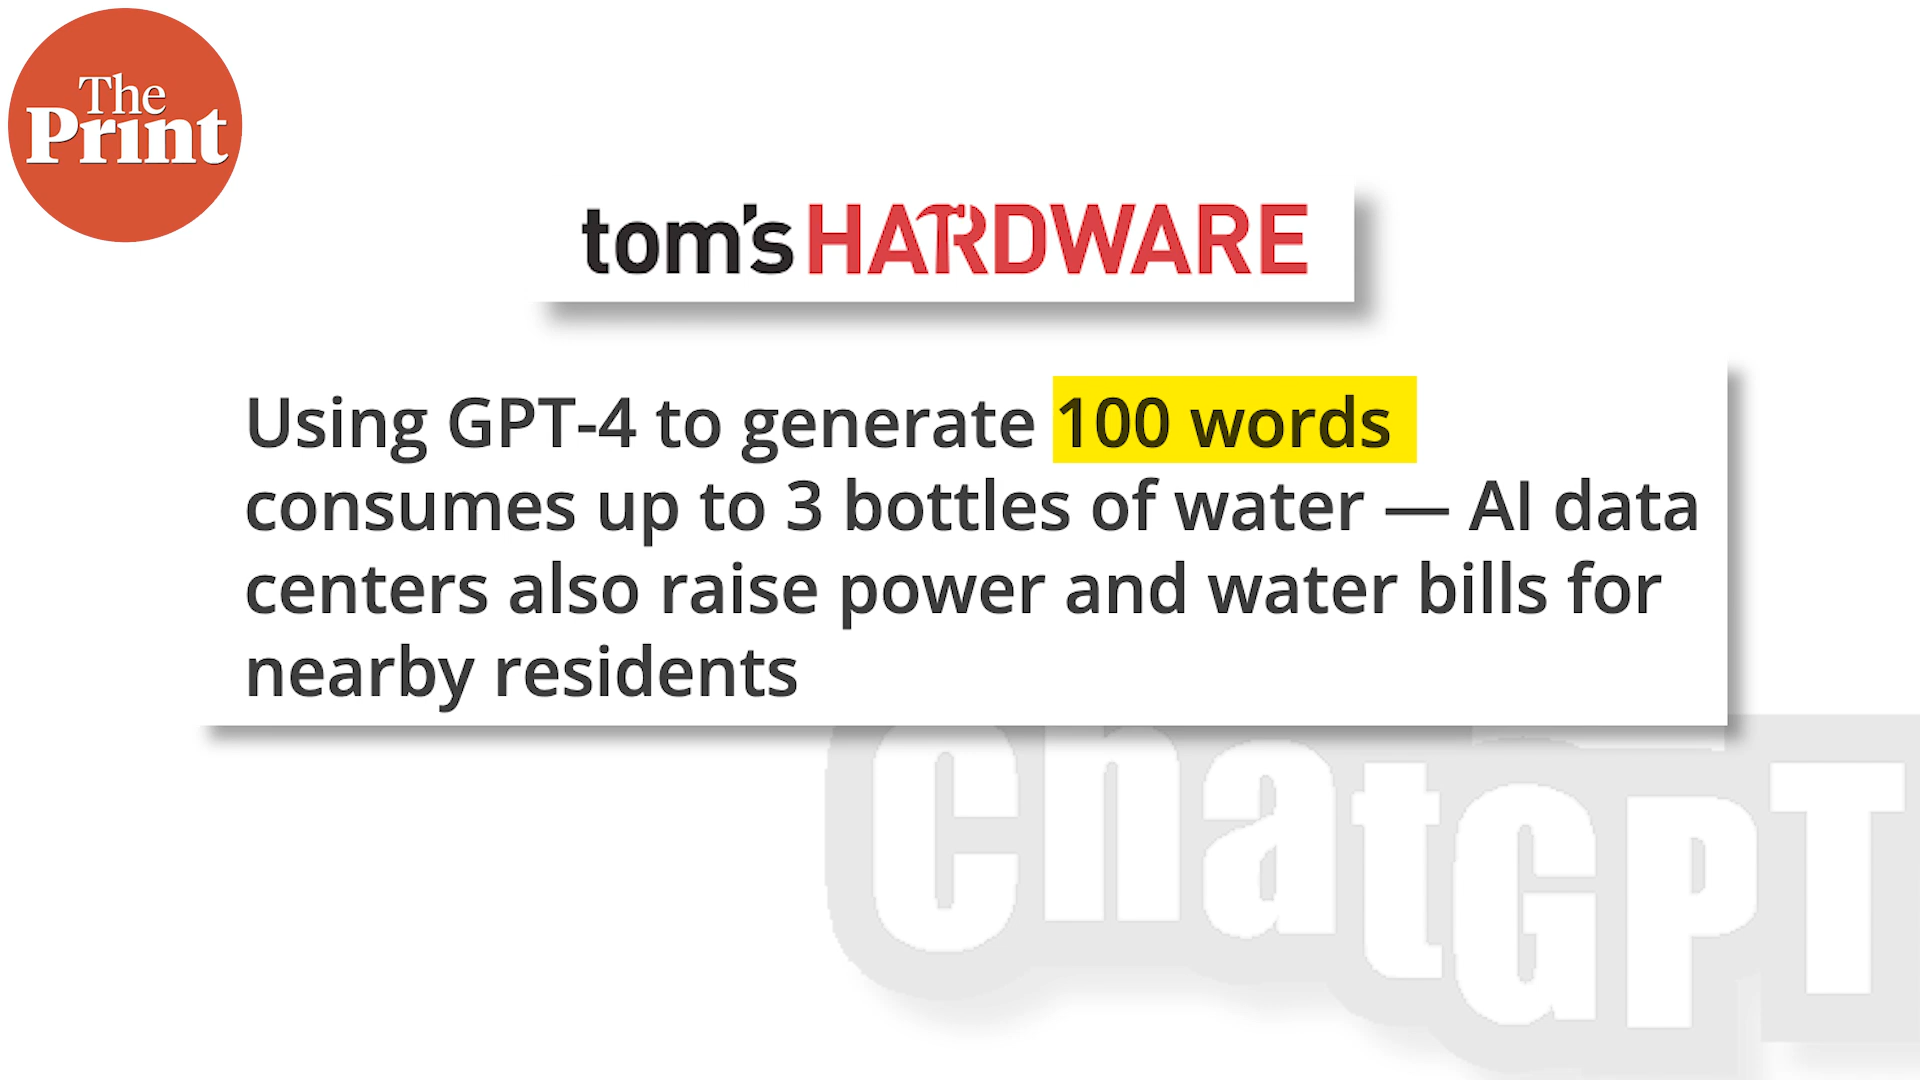 The
Print
tom's HARDWARE
Using GPT-4 to generate 100 words
consumes up to 3 bottles of water — AI data
centers also raise power and water bills for
nearby residents
ChatGPT